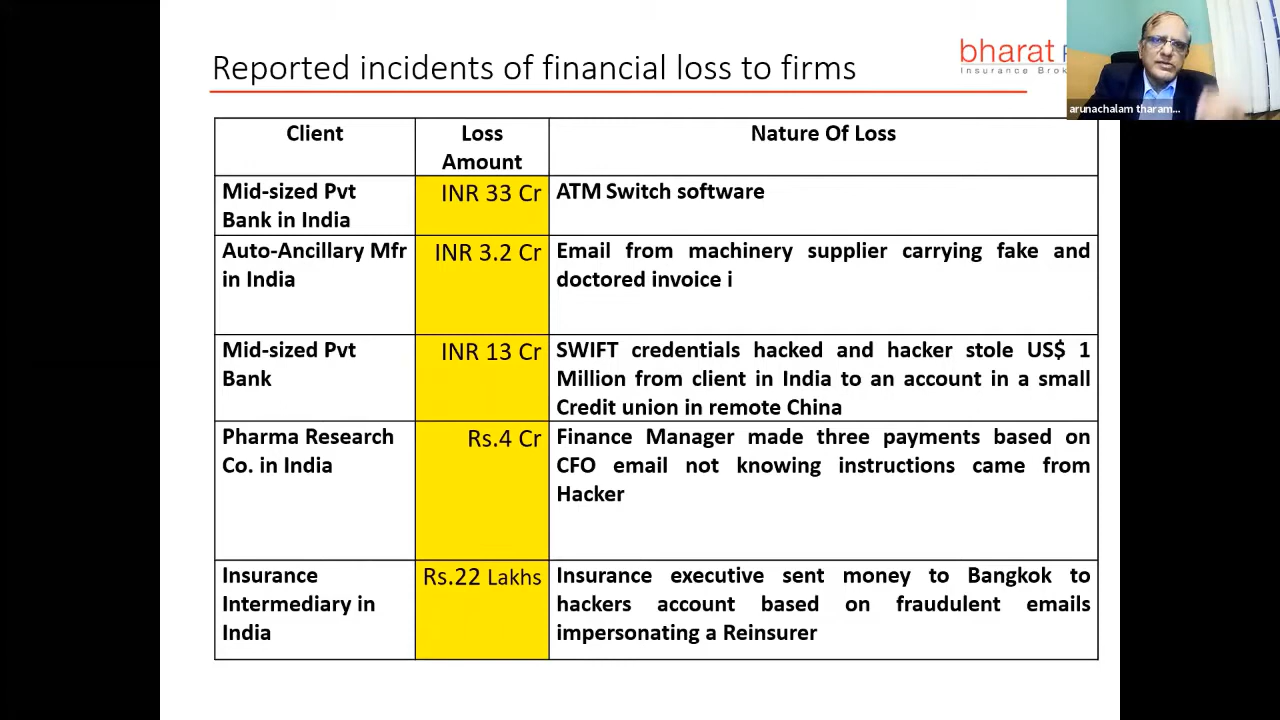 Reported incidents of financial loss to firms
bharat
Insurance Brok
arunachalam tharam...
Client
Loss
Amount
Nature Of Loss
Mid-sized Pvt
Bank in India
INR 33 Cr
ATM Switch software
Auto-Ancillary Mfr
in India
INR 3.2 Cr
Email from machinery supplier carrying fake and
doctored invoice i
Mid-sized Pvt
Bank
INR 13 Cr
SWIFT credentials hacked and hacker stole US$ 1
Million from client in India to an account in a small
Credit union in remote China
Pharma Research
Co. in India
Rs.4 Cr
Finance Manager made three payments based on
CFO email not knowing instructions came from
Hacker
Insurance
Intermediary in
India
Rs.22 Lakhs
Insurance executive sent money to Bangkok to
hackers account based on fraudulent emails
impersonating a Reinsurer